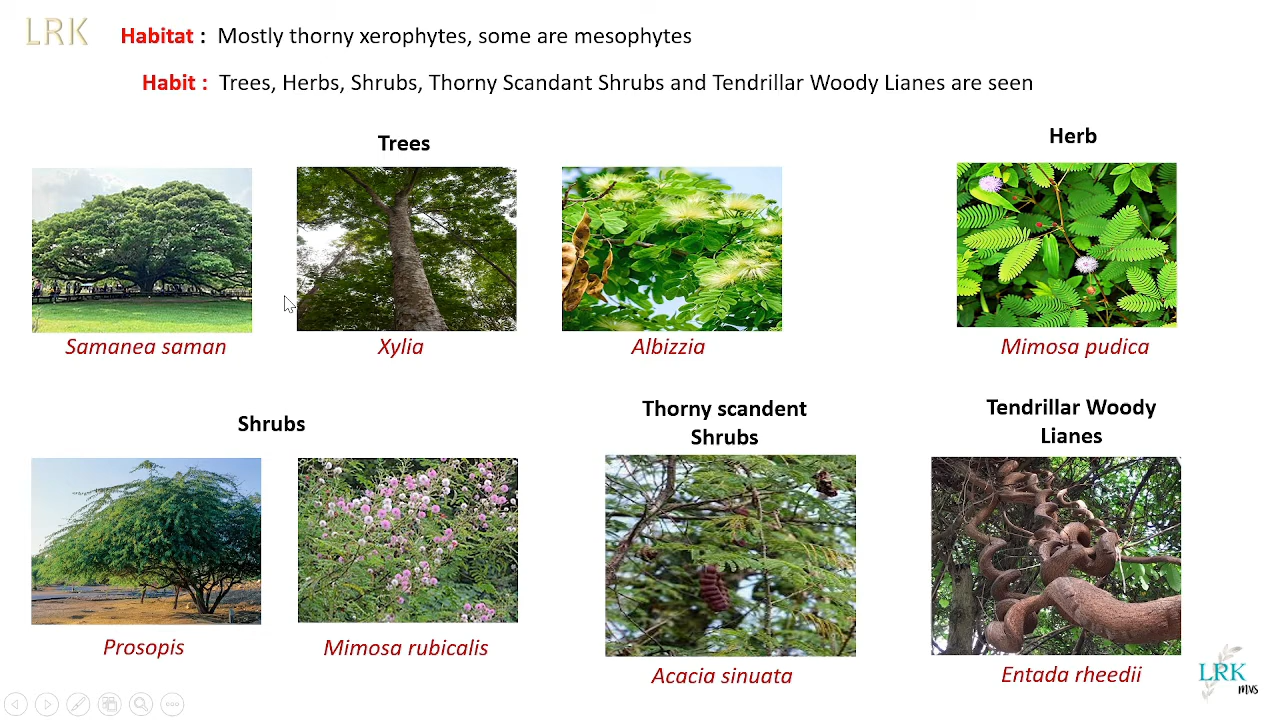 LRK
Habitat : Mostly thorny xerophytes, some are mesophytes
Habit : Trees, Herbs, Shrubs, Thorny Scandant Shrubs and Tendrillar Woody Lianes are seen
Trees
Herb
Samanea saman
Xylia
Albizzia
Mimosa pudica
Shrubs
Thorny scandent
Shrubs
Tendrillar Woody
Lianes
Prosopis
Mimosa rubicalis
Acacia sinuata
Entada rheedii
LRK
MVS